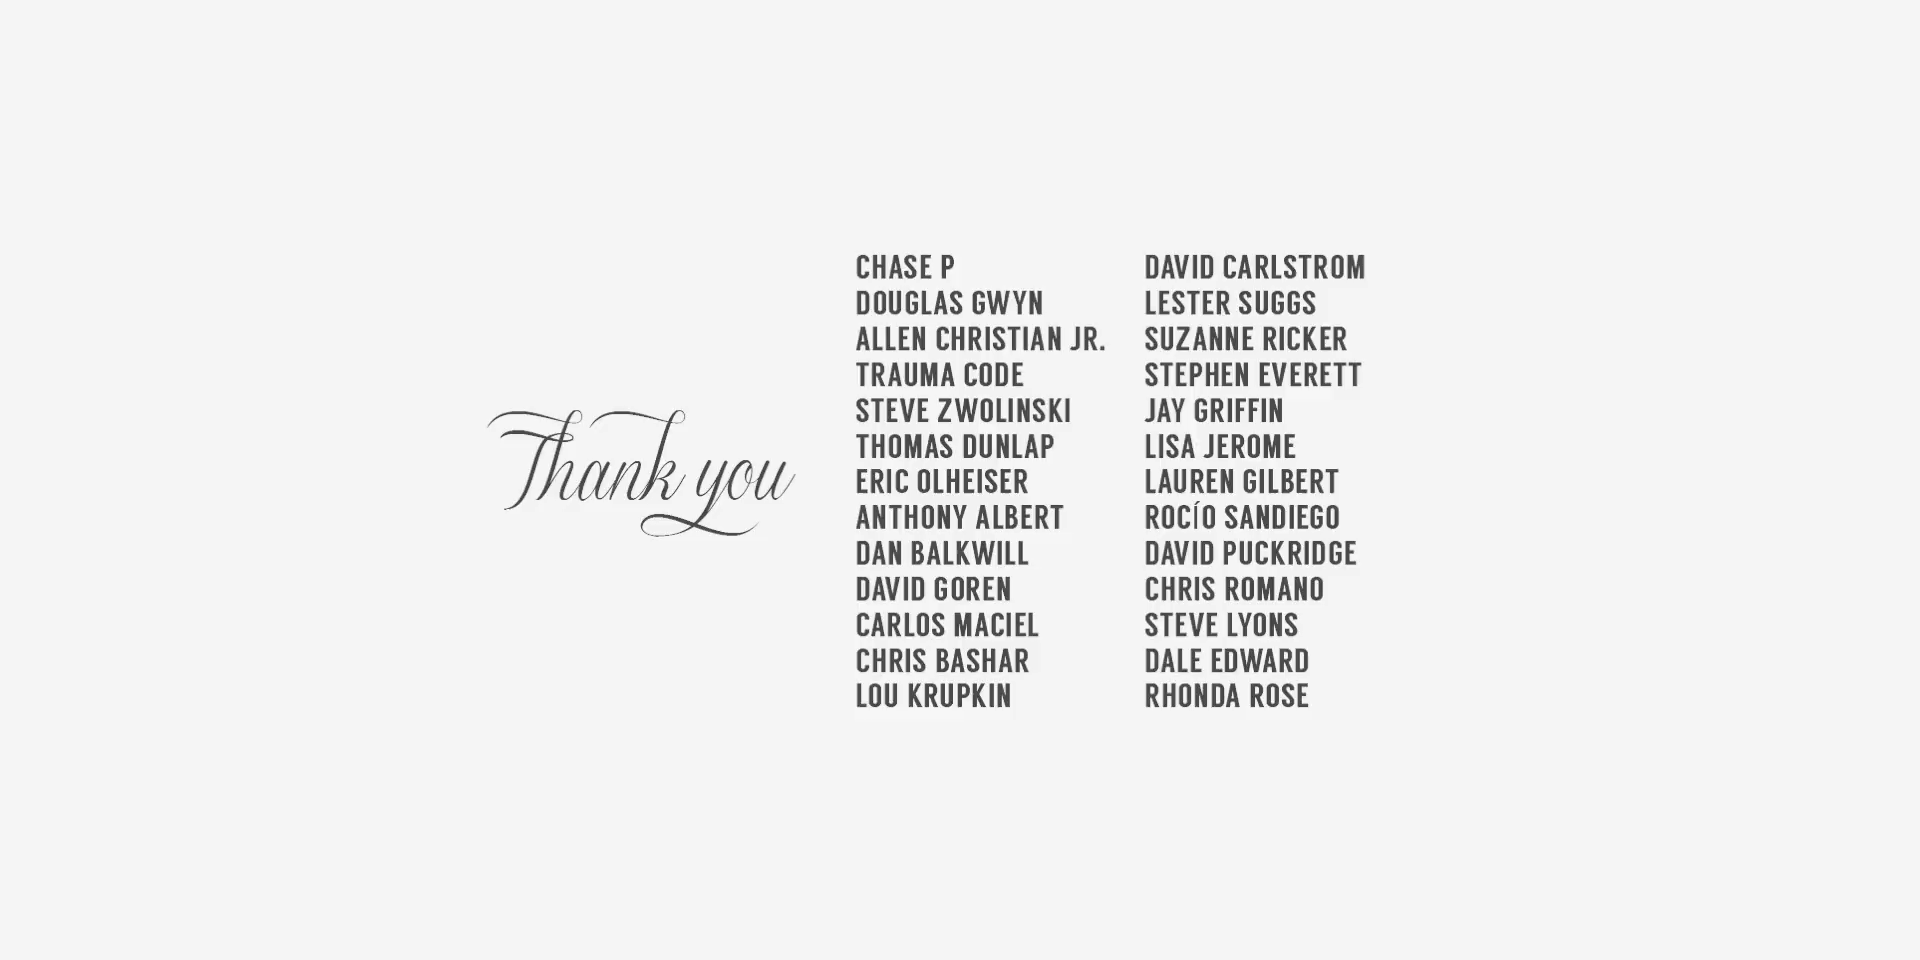 Thank you
CHASE P
DOUGLAS GWYN
ALLEN CHRISTIAN JR.
TRAUMA CODE
STEVE ZWOLINSKI
THOMAS DUNLAP
ERIC OLHEISER
ANTHONY ALBERT
DAN BALKWILL
DAVID GOREN
CARLOS MACIEL
CHRIS BASHAR
LOU KRUPKIN
DAVID CARLSTROM
LESTER SUGGS
SUZANNE RICKER
STEPHEN EVERETT
JAY GRIFFIN
LISA JEROME
LAUREN GILBERT
ROCÍO SANDIEGO
DAVID PUCKRIDGE
CHRIS ROMANO
STEVE LYONS
DALE EDWARD
RHONDA ROSE